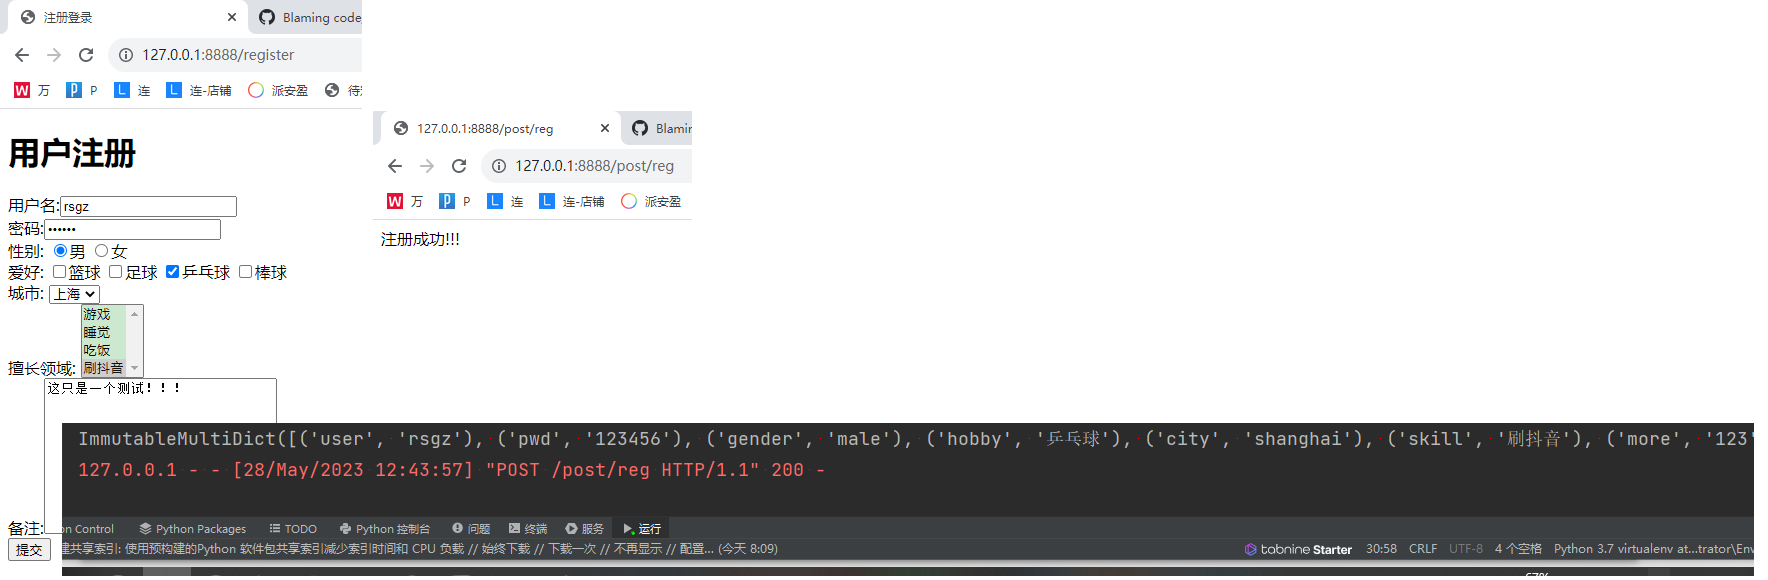 注册登录
Blaming code
127.0.0.1:8888/register
W 万 P P L 连 L 连-店铺 派安盈
用户注册
用户名: rsgz
密码: ••••••
性别: 男 女
爱好: 篮球 足球 乒乓球 棒球
城市: 上海
游戏
睡觉
吃饭
擅长领域: 刷抖音
这只是一个测试！！！
备注:
提交
127.0.0.1:8888/post/reg
127.0.0.1:8888/post/reg
W 万 P P L 连 L 连-店铺 派安盈
注册成功!!!
ImmutableMultiDict([('user', 'rsgz'), ('pwd', '123456'), ('gender', 'male'), ('hobby', '乒乓球'), ('city', 'shanghai'), ('skill', '刷抖音'), ('more', '123'
127.0.0.1 - - [28/May/2023 12:43:57] "POST /post/reg HTTP/1.1" 200 -
on Control Python Packages TODO Python 控制台 问题 终端 服务 运行
建共享索引: 使用预构建的Python 软件包共享索引减少索引时间和 CPU 负载 // 始终下载 // 下载一次 // 不再显示 // 配置... (今天 8:09) tabnine Starter 30:58 CRLF UTF-8 4 个空格 Python 3.7 virtualenv at...trator\Env